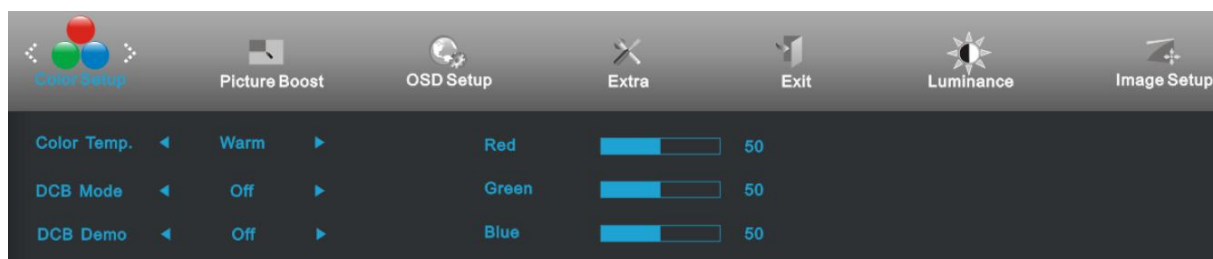 Color Setup
Picture Boost
OSD Setup
Extra
Exit
Luminance
Image Setup
Color Temp. Warm Red 50
DCB Mode Off Green 50
DCB Demo Off Blue 50